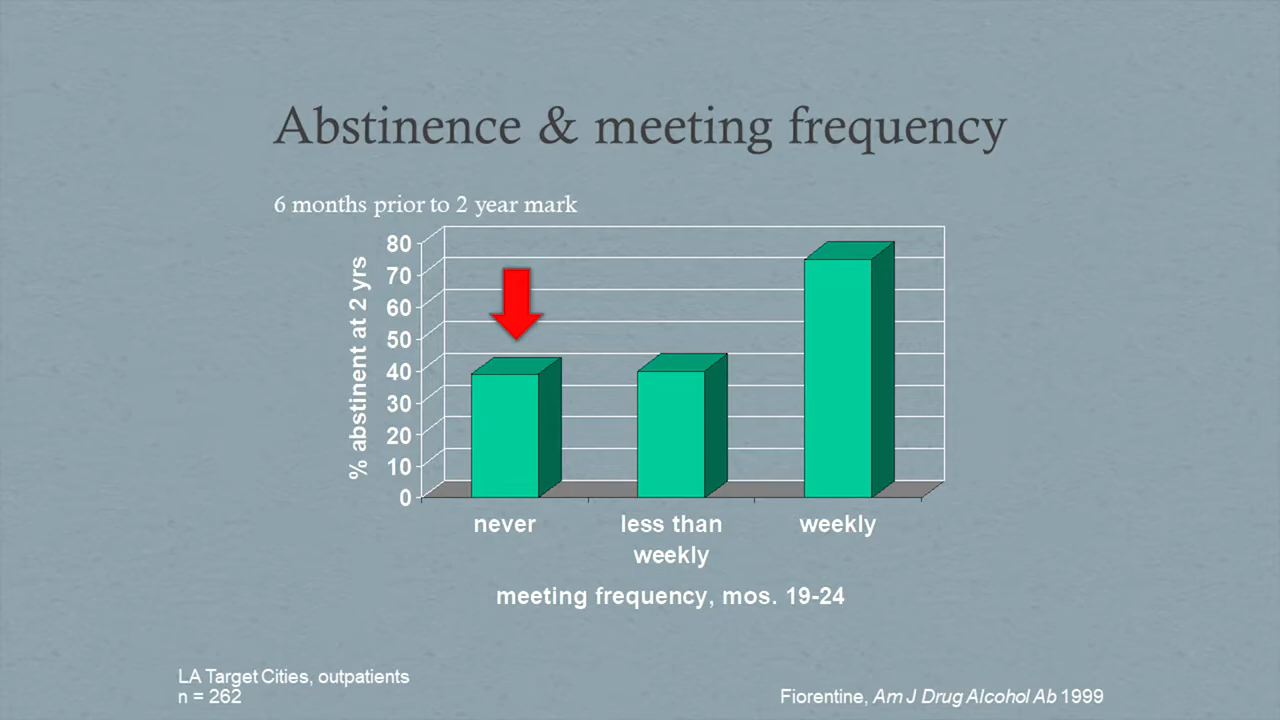 Abstinence & meeting frequency
6 months prior to 2 year mark
% abstinent at 2 yrs
80
70
60
50
40
30
20
10
0
never
less than
weekly
weekly
meeting frequency, mos. 19-24
LA Target Cities, outpatients
n = 262
Fiorentine, Am J Drug Alcohol Ab 1999